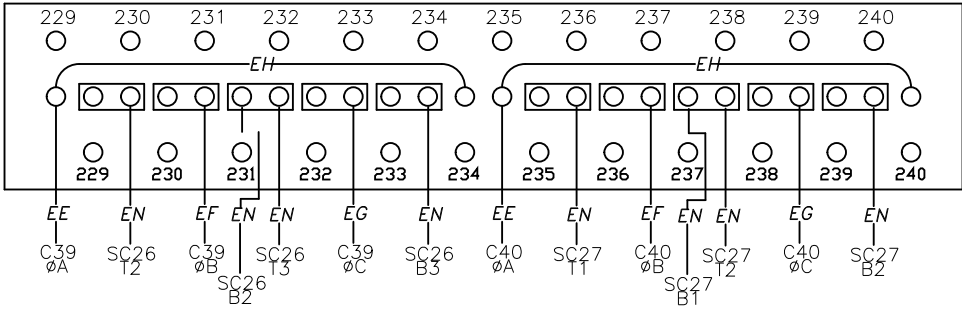 229 230 231 232 233 234 235 236 237 238 239 240
EH EH
229 230 231 232 233 234 235 236 237 238 239 240
EE EN EF EN EN EG EN EE EN EF EN EN EG EN
C39 SC26 C39 SC26 C39 SC26 C40 SC27 C40 SC27 C40 SC27
øA T2 øB T3 øC B3 øA T1 øB T2 øC B2
SC26 SC27
B2 B1